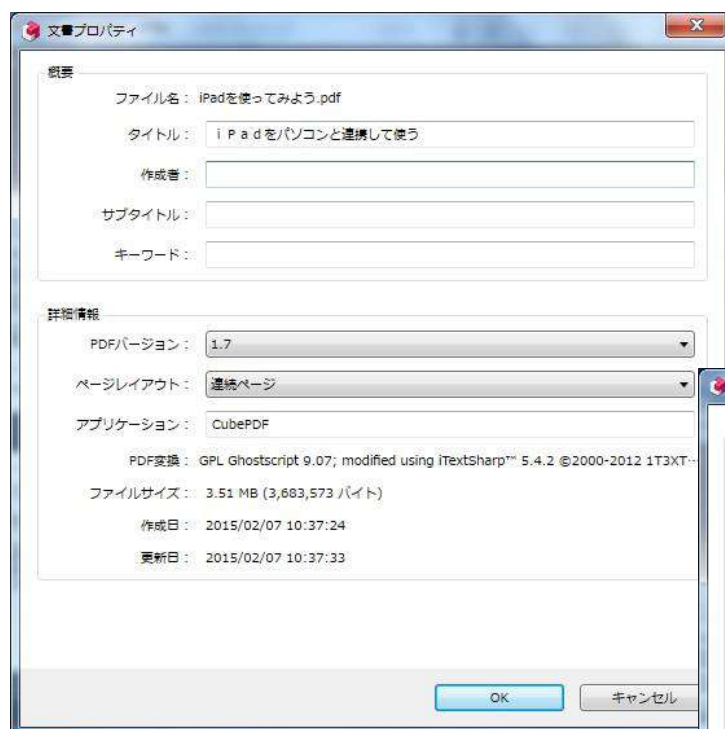 文書プロパティ
概要
ファイル名： iPadを使ってみよう.pdf
タイトル： ｉＰａｄをパソコンと連携して使う
作成者：
サブタイトル：
キーワード：
詳細情報
PDFバージョン： 1.7
ページレイアウト： 連続ページ
アプリケーション： CubePDF
PDF変換： GPL Ghostscript 9.07; modified using iTextSharp™ 5.4.2 ©2000-2012 1T3XT…
ファイルサイズ： 3.51 MB (3,683,573 バイト)
作成日： 2015/02/07 10:37:24
更新日： 2015/02/07 10:37:33
OK キャンセル